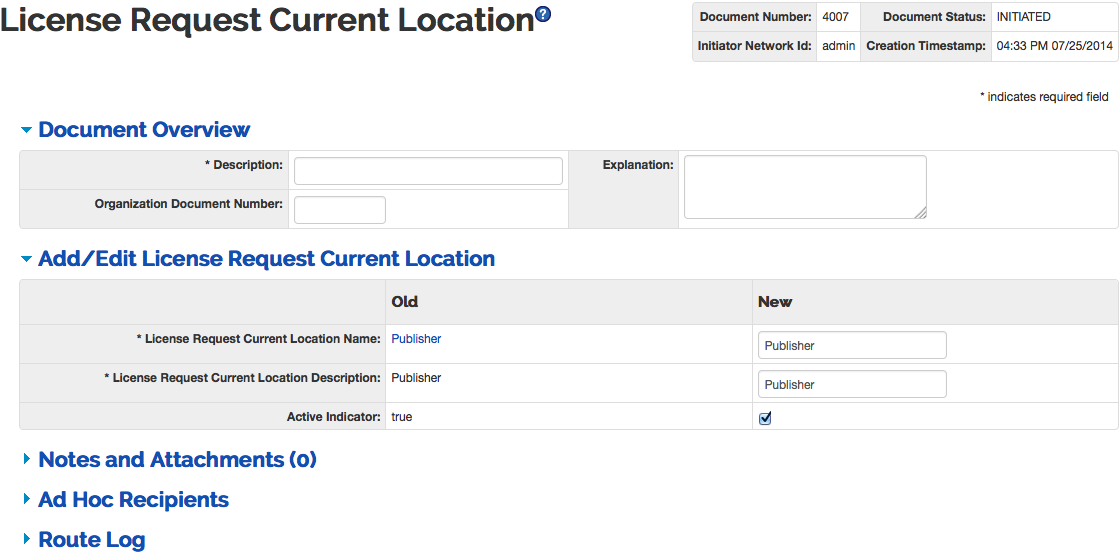 License Request Current Location?
Document Number: 4007 Document Status: INITIATED
Initiator Network Id: admin Creation Timestamp: 04:33 PM 07/25/2014
* indicates required field
Document Overview
* Description: Explanation:
Organization Document Number:
Add/Edit License Request Current Location
Old New
* License Request Current Location Name: Publisher Publisher
* License Request Current Location Description: Publisher Publisher
Active Indicator: true
Notes and Attachments (0)
Ad Hoc Recipients
Route Log